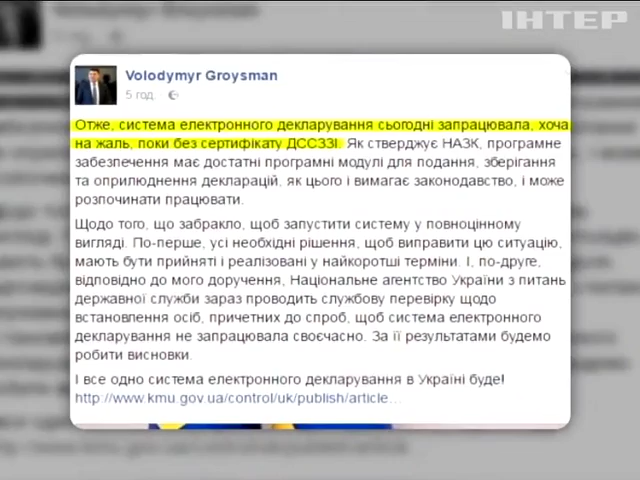 ІНТЕР
Volodymyr Groysman
5 год.
Отже, система електронного декларування сьогодні запрацювала, хоча,
на жаль, поки без сертифікату ДССЗЗІ. Як стверджує НАЗК, програмне
забезпечення має достатні програмні модулі для подання, зберігання
та оприлюднення декларацій, як цього і вимагає законодавство, і може
розпочинати працювати.
Щодо того, що забракло, щоб запустити систему у повноцінному
вигляді. По-перше, усі необхідні рішення, щоб виправити цю ситуацію,
мають бути прийняті і реалізовані у найкоротші терміни. І, по-друге,
відповідно до мого доручення, Національне агентство України з питань
державної служби зараз проводить службову перевірку щодо
встановлення осіб, причетних до спроб, щоб система електронного
декларування не запрацювала своєчасно. За її результатами будемо
робити висновки.
І все одно система електронного декларування в Україні буде!
http://www.kmu.gov.ua/control/uk/publish/article...